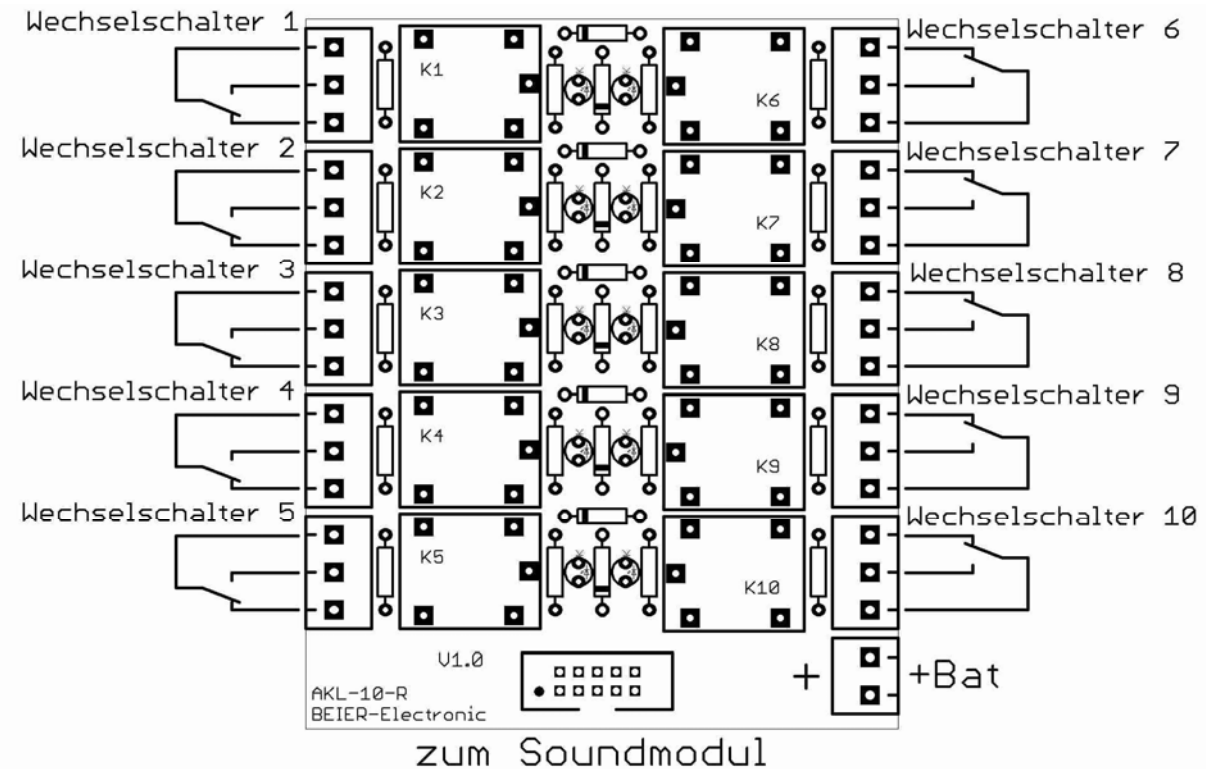 Wechselschalter 1
Wechselschalter 6
K1
K6
Wechselschalter 2
Wechselschalter 7
K2
K7
Wechselschalter 3
Wechselschalter 8
K3
K8
Wechselschalter 4
Wechselschalter 9
K4
K9
Wechselschalter 5
Wechselschalter 10
K5
K10
V1.0
+ +Bat
AKL-10-R
BEIER-Electronic
zum Soundmodul